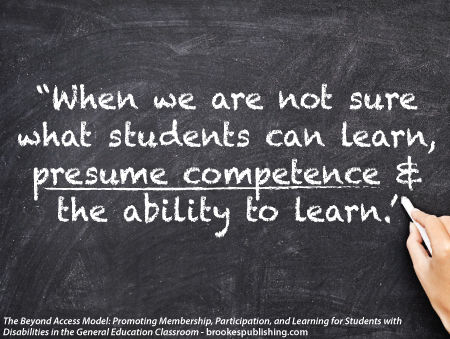 “When we are not sure
what students can learn,
presume competence &
the ability to learn.”
The Beyond Access Model: Promoting Membership, Participation, and Learning for Students with
Disabilities in the General Education Classroom - brookespublishing.com